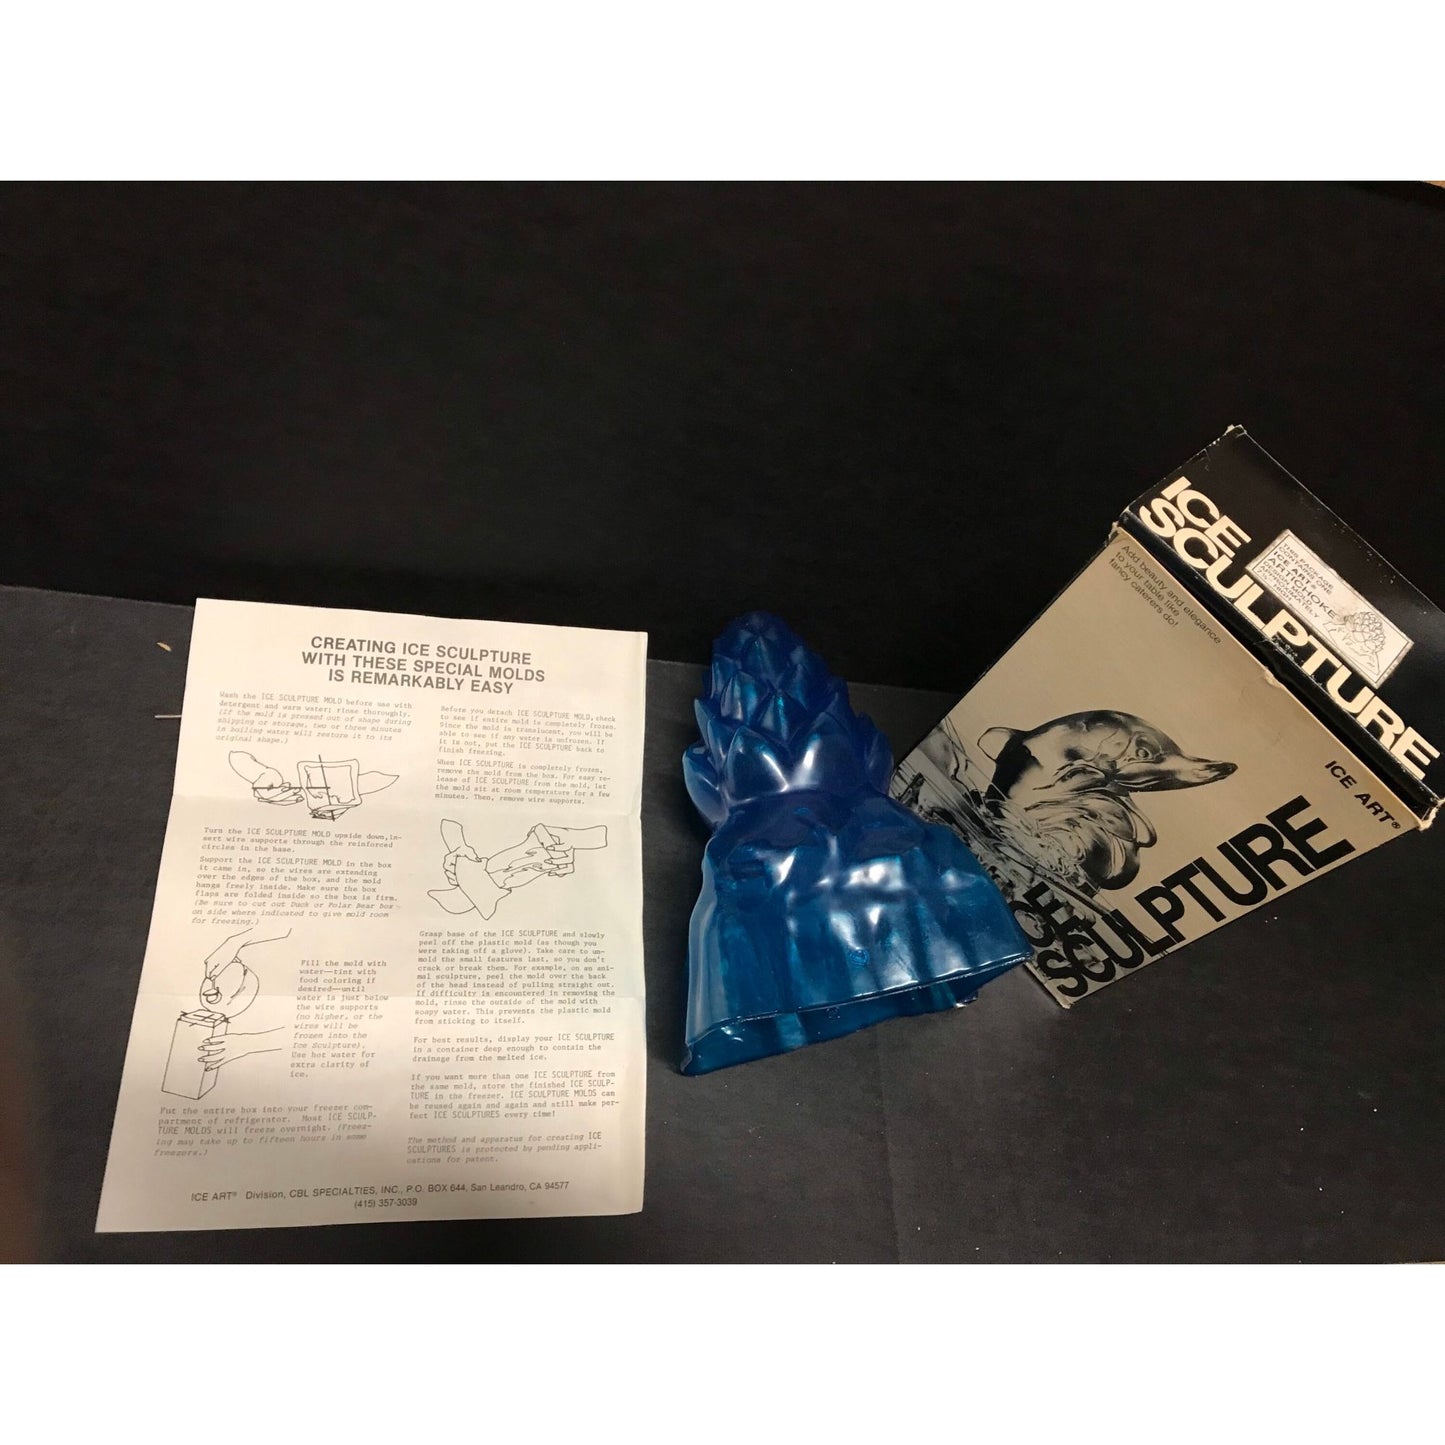 CREATING ICE SCULPTURE
WITH THESE SPECIAL MOLDS
IS REMARKABLY EASY
Wash the ICE SCULPTURE MOLD before use with
detergent and warm water; rinse thoroughly.
(If the mold is pressed out of shape during
shipping or storage, two or three minutes
in boiling water will restore it to its
original shape.)
Turn the ICE SCULPTURE MOLD upside down,in-
sert wire supports through the reinforced
circles in the base.
Support the ICE SCULPTURE MOLD in the box
it came in, so the wires are extending
over the edges of the box, and the mold
hangs freely inside. Make sure the box
flaps are folded inside so the box is firm.
(Be sure to cut out Duck or Polar Bear box
on side where indicated to give mold room
for freezing.)
Fill the mold with
water—tint with
food coloring if
desired—until
water is just below
the wire supports
(no higher, or the
wires will be
frozen into the
Ice Sculpture).
Use hot water for
extra clarity of
ice.
Put the entire box into your freezer com-
partment of refrigerator. Most ICE SCULP-
TURE MOLDS will freeze overnight. (Freez-
ing may take up to fifteen hours in some
freezers.)
Before you detach ICE SCULPTURE MOLD,check
to see if entire mold is completely frozen.
Since the mold is translucent, you will be
able to see if any water is unfrozen. If
it is not, put the ICE SCULPTURE back to
finish freezing.
When ICE SCULPTURE is completely frozen,
remove the mold from the box. For easy re-
lease of ICE SCULPTURE from the mold, let
the mold sit at room temperature for a few
minutes. Then, remove wire supports.
Grasp base of the ICE SCULPTURE and slowly
peel off the plastic mold (as though you
were taking off a glove). Take care to un-
mold the small features last, so you don't
crack or break them. For example, on an ani-
mal sculpture, peel the mold over the back
of the head instead of pulling straight out.
If difficulty is encountered in removing the
mold, rinse the outside of the mold with
soapy water. This prevents the plastic mold
from sticking to itself.
For best results, display your ICE SCULPTURE
in a container deep enough to contain the
drainage from the melted ice.
If you want more than one ICE SCULPTURE from
the same mold, store the finished ICE SCULP-
TURE in the freezer. ICE SCULPTURE MOLDS can
be reused again and again and still make per-
fect ICE SCULPTURES every time!
The method and apparatus for creating ICE
SCULPTURES is protected by pending appli-
cations for patent.
ICE ART® Division, CBL SPECIALTIES, INC., P.O. BOX 644, San Leandro, CA 94577
(415) 357-3039
ICE
SCULPTURE
THIS PACKAGE
CONTAINS ONE
ICE ART®
ARTICHOKE
DESIGN MOLD
APPROXIMATELY
HIGH
Add beauty and elegance
to your table like
fancy caterers do!
ICE ART®
ICE
SCULPTURE